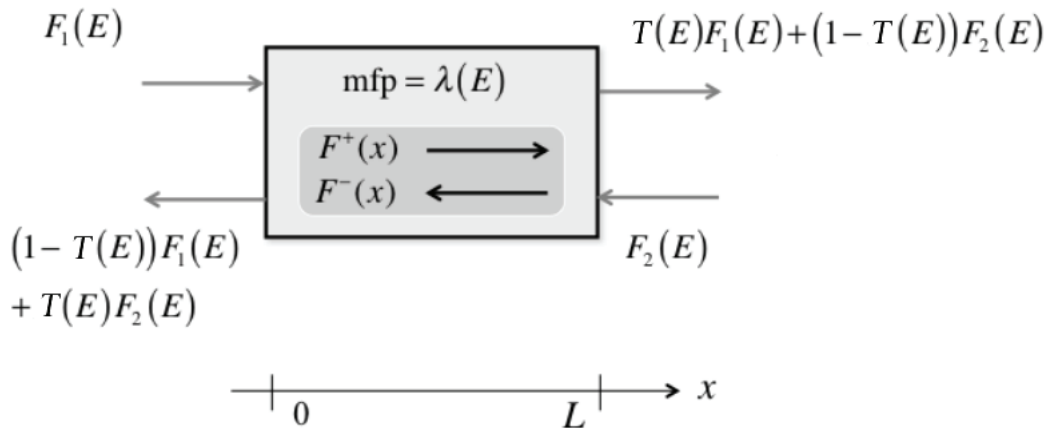 F₁(E)
T(E)F₁(E)+(1− T(E))F₂(E)
mfp = λ(E)
F⁺(x)
F⁻(x)
(1− T(E))F₁(E)
+ T(E)F₂(E)
F₂(E)
0
L
x